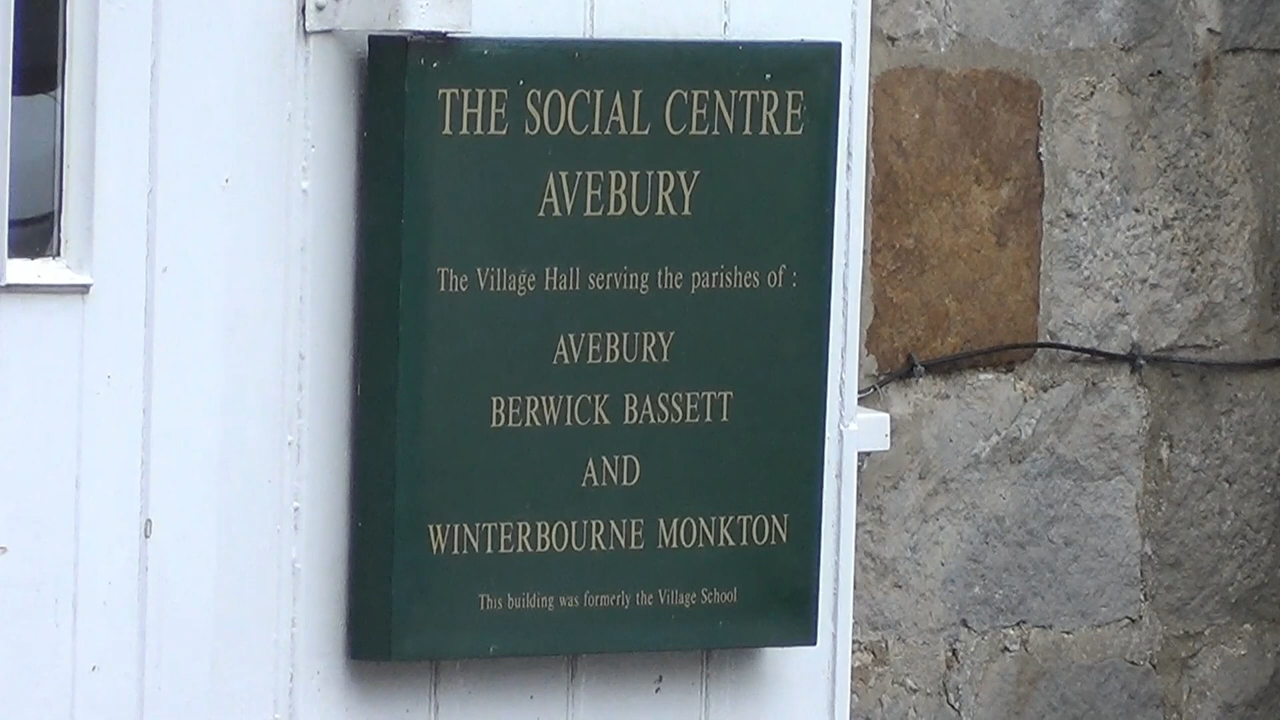 THE SOCIAL CENTRE
AVEBURY
The Village Hall serving the parishes of :
AVEBURY
BERWICK BASSETT
AND
WINTERBOURNE MONKTON
This building was formerly the Village School